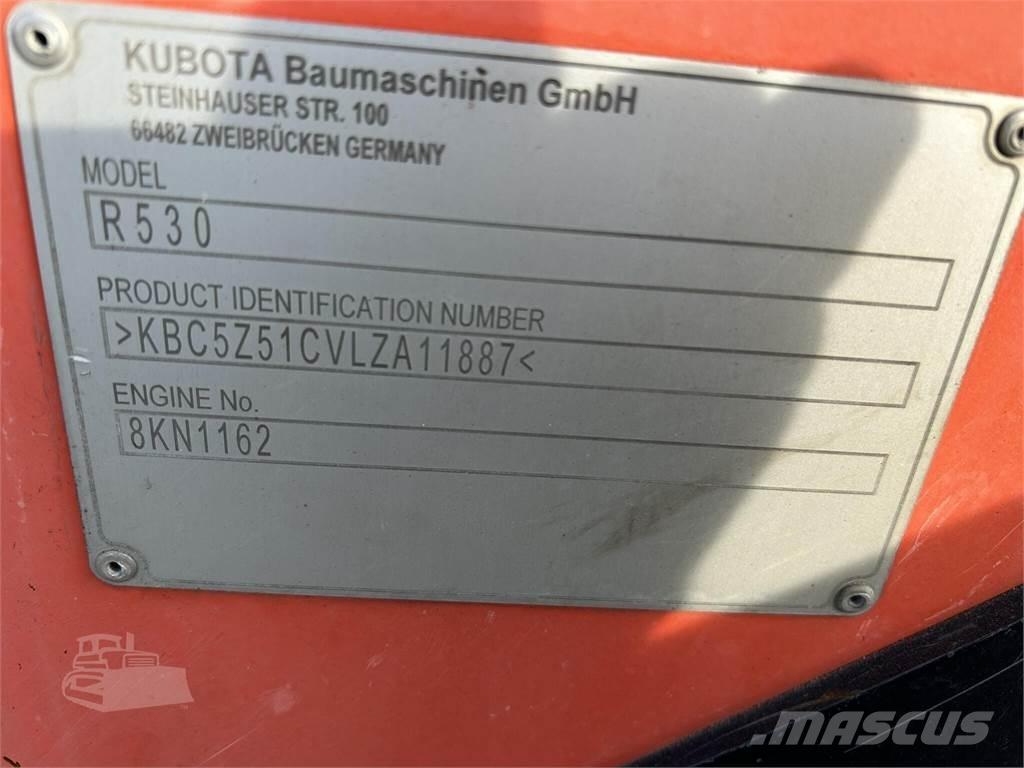 KUBOTA Baumaschinen GmbH
STEINHAUSER STR. 100
66482 ZWEIBRÜCKEN GERMANY
MODEL
R530
PRODUCT IDENTIFICATION NUMBER
>KBC5Z51CVLZA11887<
ENGINE No.
8KN1162
MASCUS